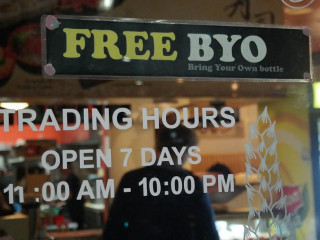 FREE BYO
Bring Your Own bottle
TRADING HOURS
OPEN 7 DAYS
11 :00 AM - 10:00 PM